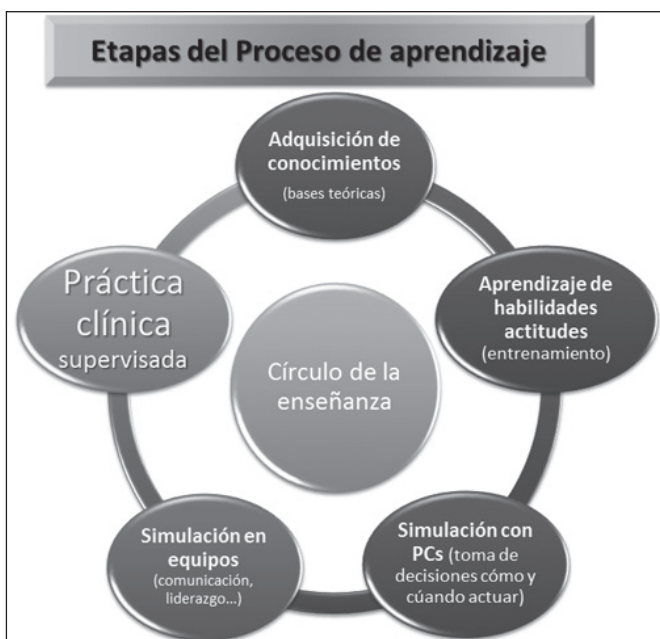 Etapas del Proceso de aprendizaje
Adquisición de
conocimientos
(bases teóricas)
Aprendizaje de
habilidades
actitudes
(entrenamiento)
Simulación con
PCs (toma de
decisiones cómo y
cúando actuar)
Simulación en
equipos
(comunicación,
liderazgo...)
Práctica
clínica
supervisada
Círculo de la
enseñanza